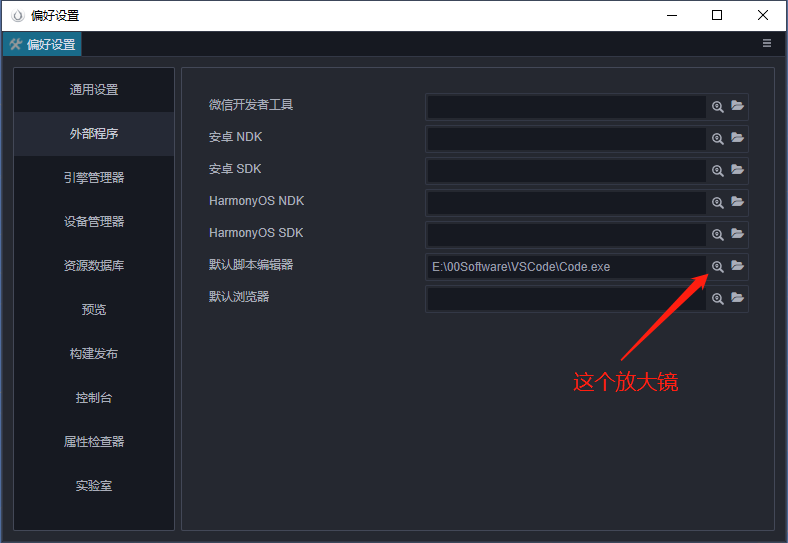 偏好设置
偏好设置
通用设置
外部程序
引擎管理器
设备管理器
资源数据库
预览
构建发布
控制台
属性检查器
实验室
微信开发者工具
安卓 NDK
安卓 SDK
HarmonyOS NDK
HarmonyOS SDK
默认脚本编辑器 E:\00Software\VSCode\Code.exe
默认浏览器
这个放大镜